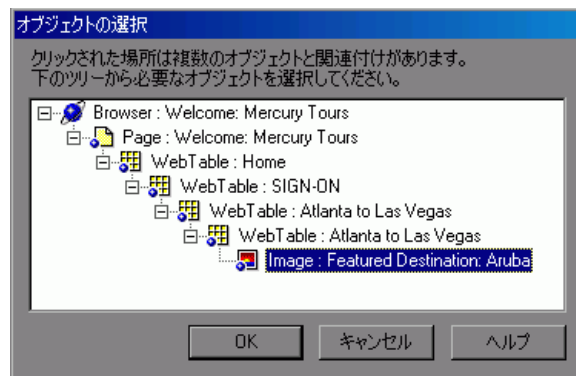 オブジェクトの選択
クリックされた場所は複数のオブジェクトと関連付けがあります。
下のツリーから必要なオブジェクトを選択してください。
Browser : Welcome: Mercury Tours
Page : Welcome: Mercury Tours
WebTable : Home
WebTable : SIGN-ON
WebTable : Atlanta to Las Vegas
WebTable : Atlanta to Las Vegas
Image : Featured Destination: Aruba
OK キャンセル ヘルプ